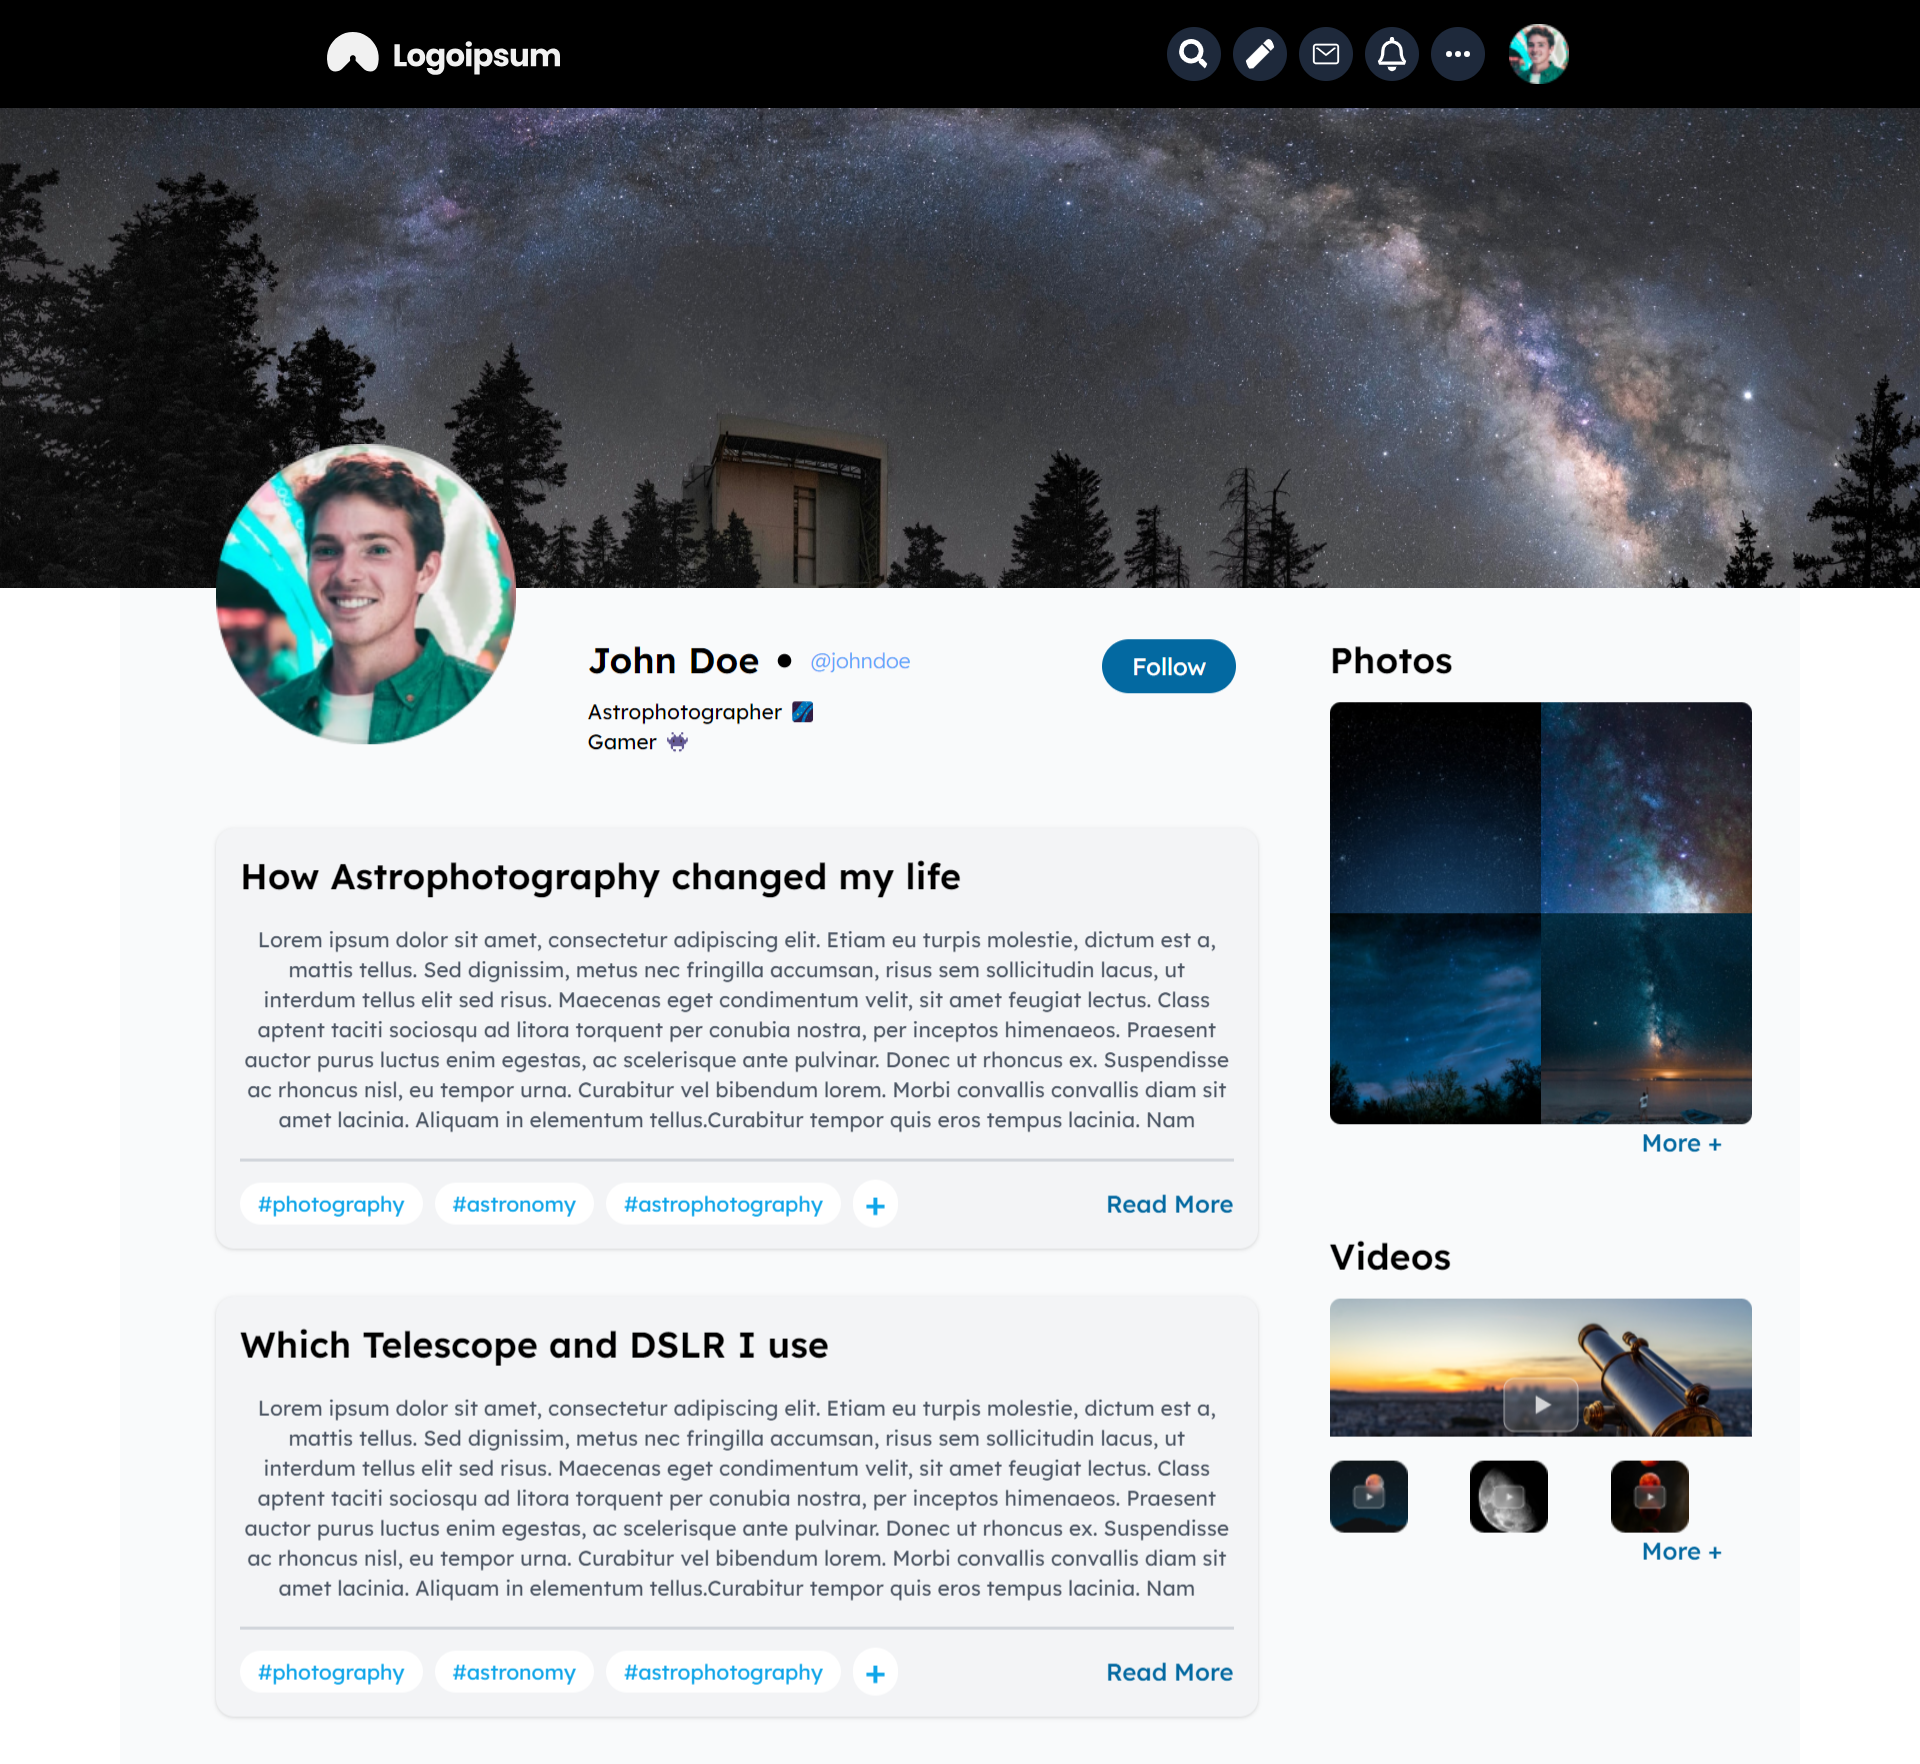 Logoipsum
John Doe • @johndoe
Follow
Astrophotographer 🌌
Gamer 👾
How Astrophotography changed my life
Lorem ipsum dolor sit amet, consectetur adipiscing elit. Etiam eu turpis molestie, dictum est a,
mattis tellus. Sed dignissim, metus nec fringilla accumsan, risus sem sollicitudin lacus, ut
interdum tellus elit sed risus. Maecenas eget condimentum velit, sit amet feugiat lectus. Class
aptent taciti sociosqu ad litora torquent per conubia nostra, per inceptos himenaeos. Praesent
auctor purus luctus enim egestas, ac scelerisque ante pulvinar. Donec ut rhoncus ex. Suspendisse
ac rhoncus nisl, eu tempor urna. Curabitur vel bibendum lorem. Morbi convallis convallis diam sit
amet lacinia. Aliquam in elementum tellus.Curabitur tempor quis eros tempus lacinia. Nam
#photography #astronomy #astrophotography +
Read More
Which Telescope and DSLR I use
Lorem ipsum dolor sit amet, consectetur adipiscing elit. Etiam eu turpis molestie, dictum est a,
mattis tellus. Sed dignissim, metus nec fringilla accumsan, risus sem sollicitudin lacus, ut
interdum tellus elit sed risus. Maecenas eget condimentum velit, sit amet feugiat lectus. Class
aptent taciti sociosqu ad litora torquent per conubia nostra, per inceptos himenaeos. Praesent
auctor purus luctus enim egestas, ac scelerisque ante pulvinar. Donec ut rhoncus ex. Suspendisse
ac rhoncus nisl, eu tempor urna. Curabitur vel bibendum lorem. Morbi convallis convallis diam sit
amet lacinia. Aliquam in elementum tellus.Curabitur tempor quis eros tempus lacinia. Nam
#photography #astronomy #astrophotography +
Read More
Photos
More +
Videos
More +